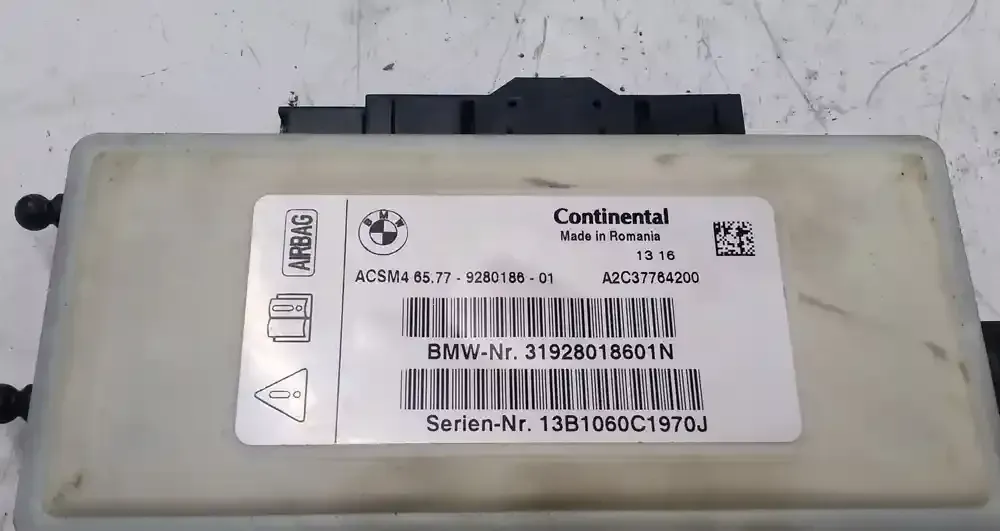 AIRBAG
BMW
Continental
Made in Romania
13 16
ACSM4 65.77 - 9280186 - 01 A2C37764200
BMW-Nr. 31928018601N
Serien-Nr. 13B1060C1970J